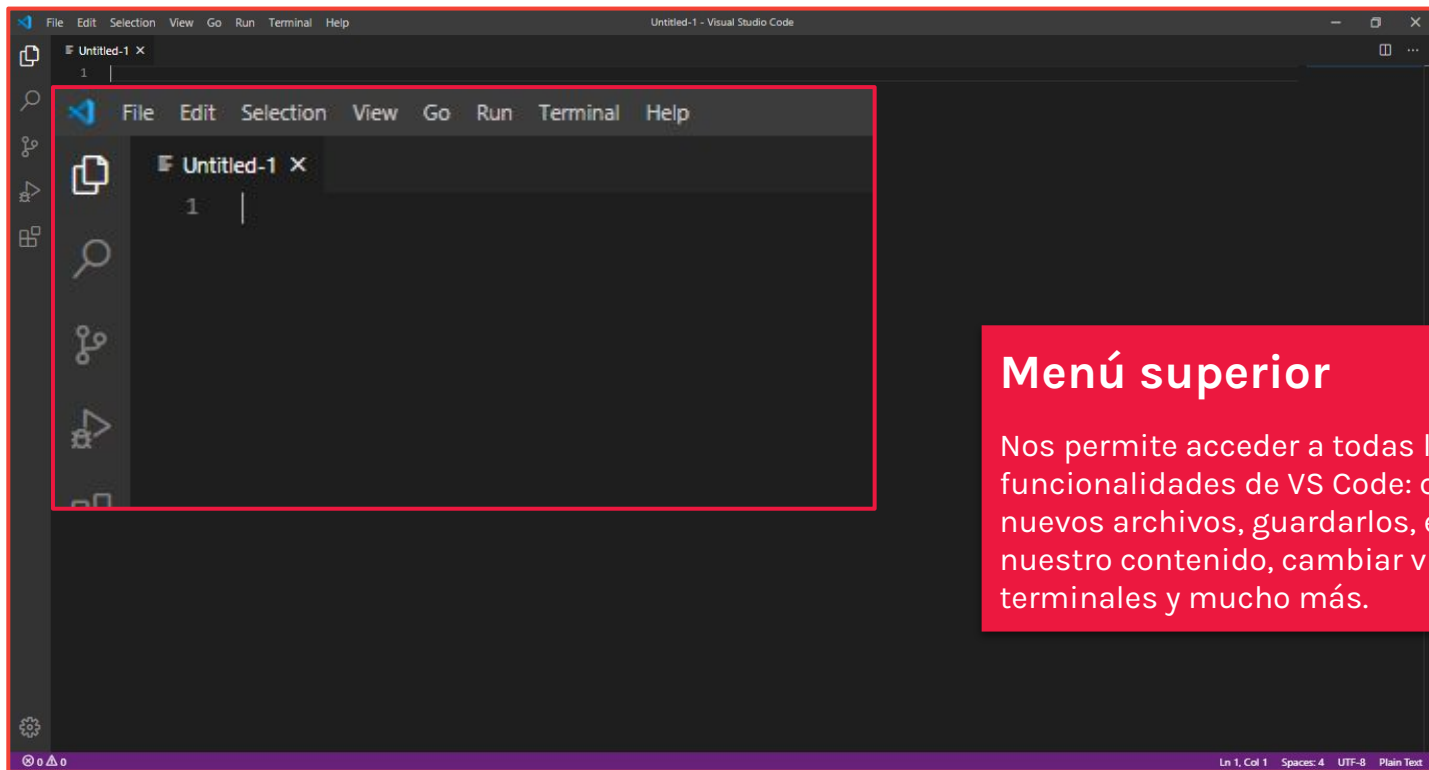 File Edit Selection View Go Run Terminal Help
Untitled-1 - Visual Studio Code
Untitled-1
1
File Edit Selection View Go Run Terminal Help
Untitled-1
1
Menú superior
Nos permite acceder a todas
funcionalidades de VS Code:
nuevos archivos, guardarlos,
nuestro contenido, cambiar
terminales y mucho más.
0 0
Ln 1, Col 1 Spaces: 4 UTF-8 Plain Text